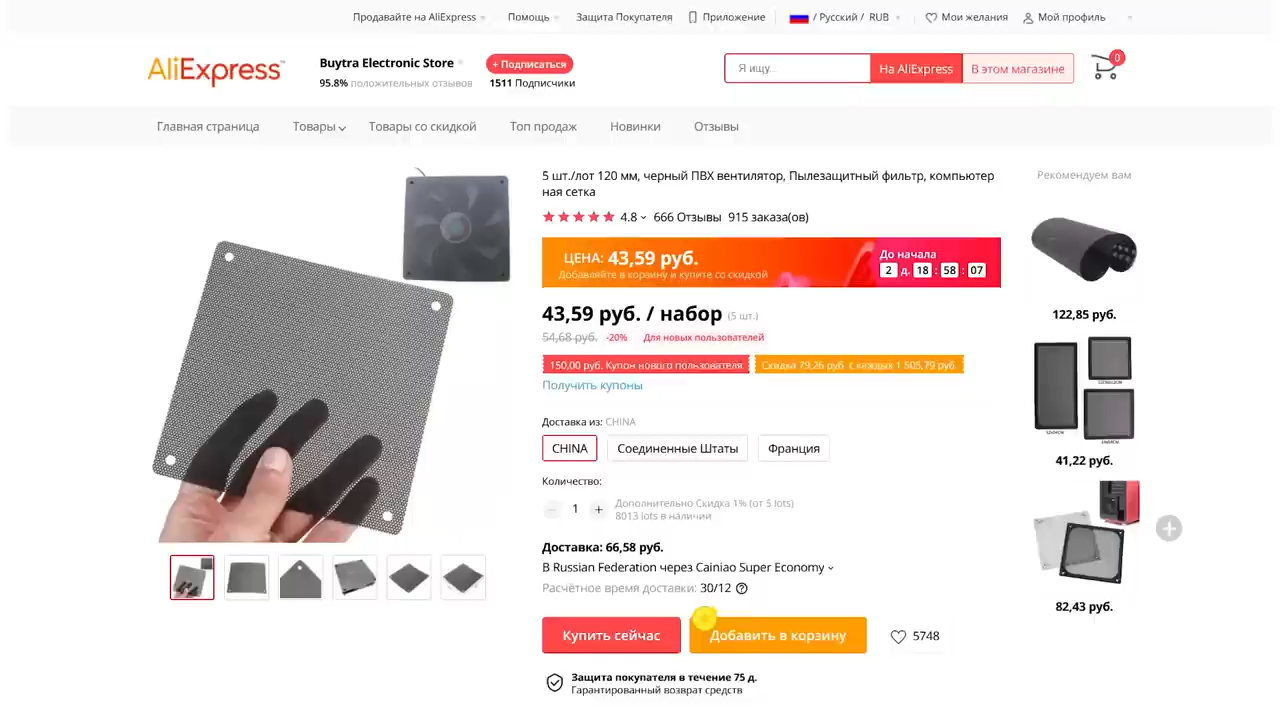 Продавайте на AliExpress
Помощь
Защита Покупателя
Приложение
/ Русский / RUB
Мои желания
Мой профиль
AliExpress
Buytra Electronic Store
+ Подписаться
95.8% положительных отзывов
1511 Подписчики
Я ищу...
На AliExpress
В этом магазине
0
Главная страница
Товары
Товары со скидкой
Топ продаж
Новинки
Отзывы
5 шт./лот 120 мм, черный ПВХ вентилятор, Пылезащитный фильтр, компьютер
ная сетка
4.8
666 Отзывы
915 заказа(ов)
ЦЕНА: 43,59 руб.
Добавляйте в корзину и купите со скидкой
До начала
2 д. 18 : 58 : 07
43,59 руб. / набор (5 шт.)
54,68 руб. -20% Для новых пользователей
150,00 руб. Купон нового пользователя
Скидка 79,26 руб. с каждых 1 505,79 руб.
Получить купоны
Доставка из: CHINA
CHINA
Соединенные Штаты
Франция
Количество:
1
Дополнительно Скидка 1% (от 5 lots)
8013 lots в наличии
Доставка: 66,58 руб.
В Russian Federation через Cainiao Super Economy
Расчётное время доставки: 30/12
Купить сейчас
Добавить в корзину
5748
Защита покупателя в течение 75 д.
Гарантированный возврат средств
Рекомендуем вам
122,85 руб.
41,22 руб.
82,43 руб.